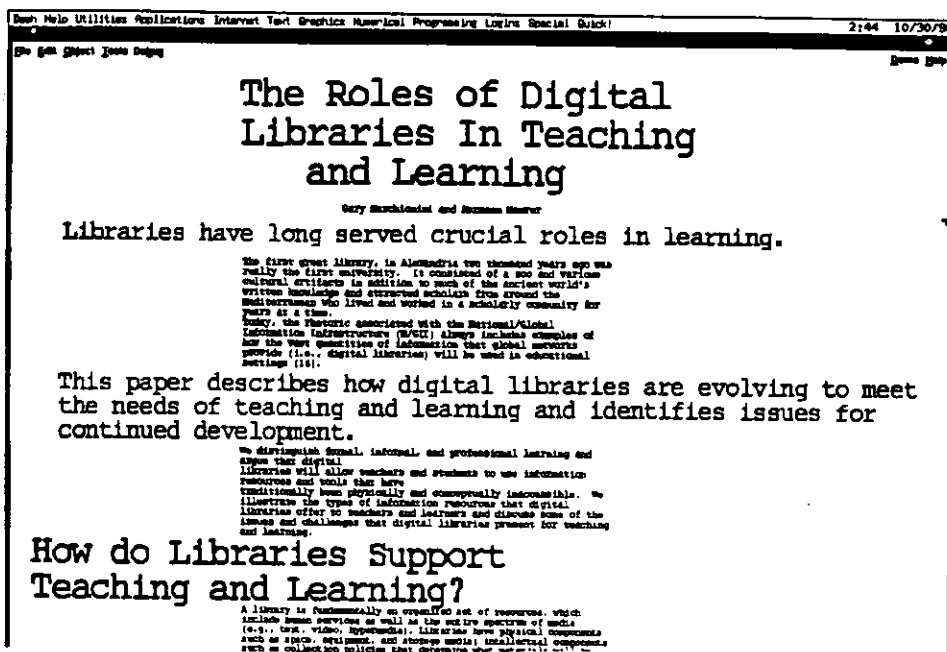 Dash Help Utilities Applications Internet Text Graphics Numerical Programming Logins Special Quick! 2:44 10/30/9
File Edit Object Tools Debug Demo Help
The Roles of Digital
Libraries In Teaching
and Learning
Gary Marchionini and Hermann Maurer
Libraries have long served crucial roles in learning.
The first great library, in Alexandria two thousand years ago was
really the first university. It consisted of a zoo and various
cultural artifacts in addition to much of the ancient world's
written knowledge and attracted scholars from around the
Mediterranean who lived and worked in a scholarly community for
years at a time.
Today, the rhetoric associated with the National/Global
Information Infrastructure (N/GII) always includes examples of
how the vast quantities of information that global networks
provide (i.e., digital libraries) will be used in educational
settings [16].
This paper describes how digital libraries are evolving to meet
the needs of teaching and learning and identifies issues for
continued development.
We distinguish formal, informal, and professional learning and
argue that digital
libraries will allow teachers and students to use information
resources and tools that have
traditionally been physically and conceptually inaccessible. We
illustrate the types of information resources that digital
libraries offer to teachers and learners and discuss some of the
issues and challenges that digital libraries present for teaching
and learning.
How do Libraries Support
Teaching and Learning?
A library is fundamentally an organized set of resources, which
include human services as well as the entire spectrum of media
(e.g., text, video, hypermedia). Libraries have physical components
such as space, equipment, and storage media; intellectual components
such as collection policies that determine what materials will be